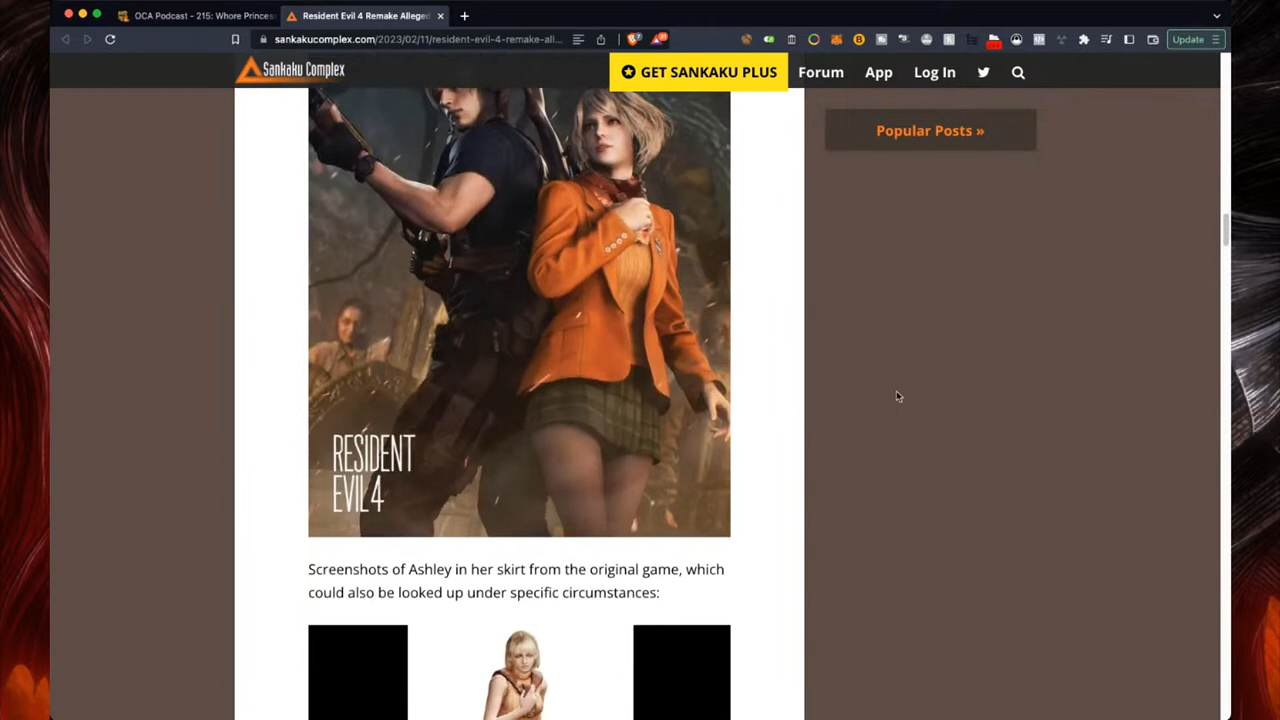 OCA Podcast - 215: Whore Princes
Resident Evil 4 Remake Alleged
Update
sankakucomplex.com/2023/02/11/resident-evil-4-remake-all...
Sankaku Complex
GET SANKAKU PLUS
Forum
App
Log In
Popular Posts »
RESIDENT
EVIL 4
Screenshots of Ashley in her skirt from the original game, which
could also be looked up under specific circumstances: